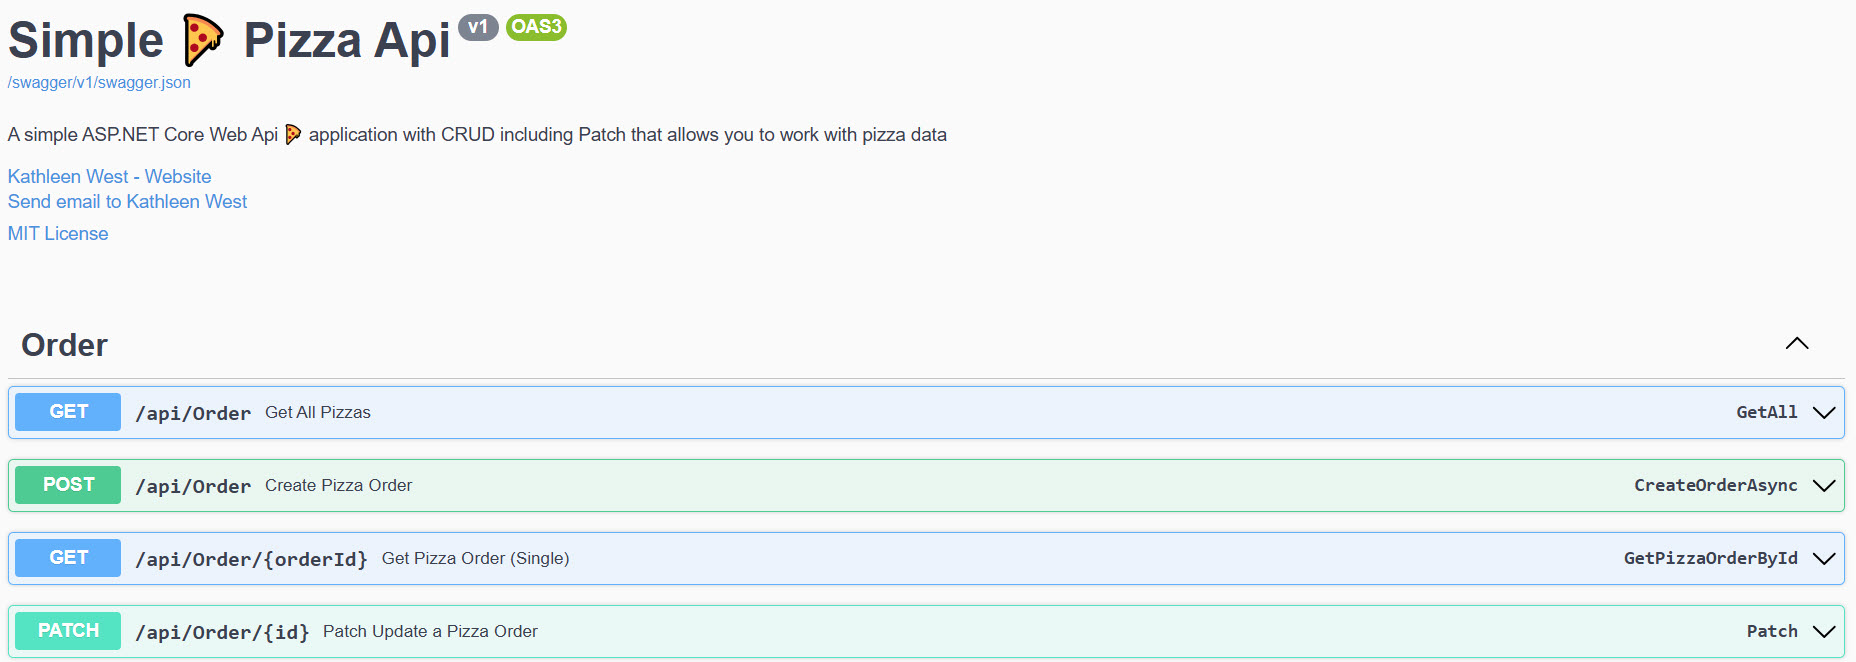 Simple 🍕 Pizza Api v1 OAS3
/swagger/v1/swagger.json
A simple ASP.NET Core Web Api 🍕 application with CRUD including Patch that allows you to work with pizza data
Kathleen West - Website
Send email to Kathleen West
MIT License
Order
GET /api/Order Get All Pizzas GetAll
POST /api/Order Create Pizza Order CreateOrderAsync
GET /api/Order/{orderId} Get Pizza Order (Single) GetPizzaOrderById
PATCH /api/Order/{id} Patch Update a Pizza Order Patch